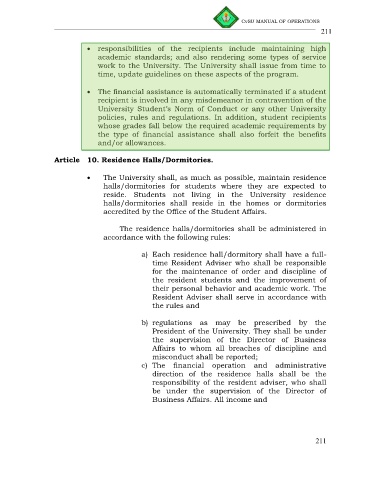 CSSU MANUAL OF OPERATIONS
211
• responsibilities of the recipients include maintaining high
academic standards; and also rendering some types of service
work to the University. The University shall issue from time to
time, update guidelines on these aspects of the program.
• The financial assistance is automatically terminated if a student
recipient is involved in any misdemeanor in contravention of the
University Student's Norm of Conduct or any other University
policies, rules and regulations. In addition, student recipients
whose grades fall below the required academic requirements by
the type of financial assistance shall also forfeit the benefits
and/or allowances.
Article 10. Residence Halls/Dormitories.
• The University shall, as much as possible, maintain residence
halls/dormitories for students where they are expected to
reside. Students not living in the University residence
halls/dormitories shall reside in the homes or dormitories
accredited by the Office of the Student Affairs.
The residence halls/dormitories shall be administered in
accordance with the following rules:
a) Each residence hall/dormitory shall have a full-
time Resident Adviser who shall be responsible
for the maintenance of order and discipline of
the resident students and the improvement of
their personal behavior and academic work. The
Resident Adviser shall serve in accordance with
the rules and
b) regulations as may be prescribed by the
President of the University. They shall be under
the supervision of the Director of Business
Affairs to whom all breaches of discipline and
misconduct shall be reported;
c) The financial operation and administrative
direction of the residence halls shall be the
responsibility of the resident adviser, who shall
be under the supervision of the Director of
Business Affairs. All income and
211